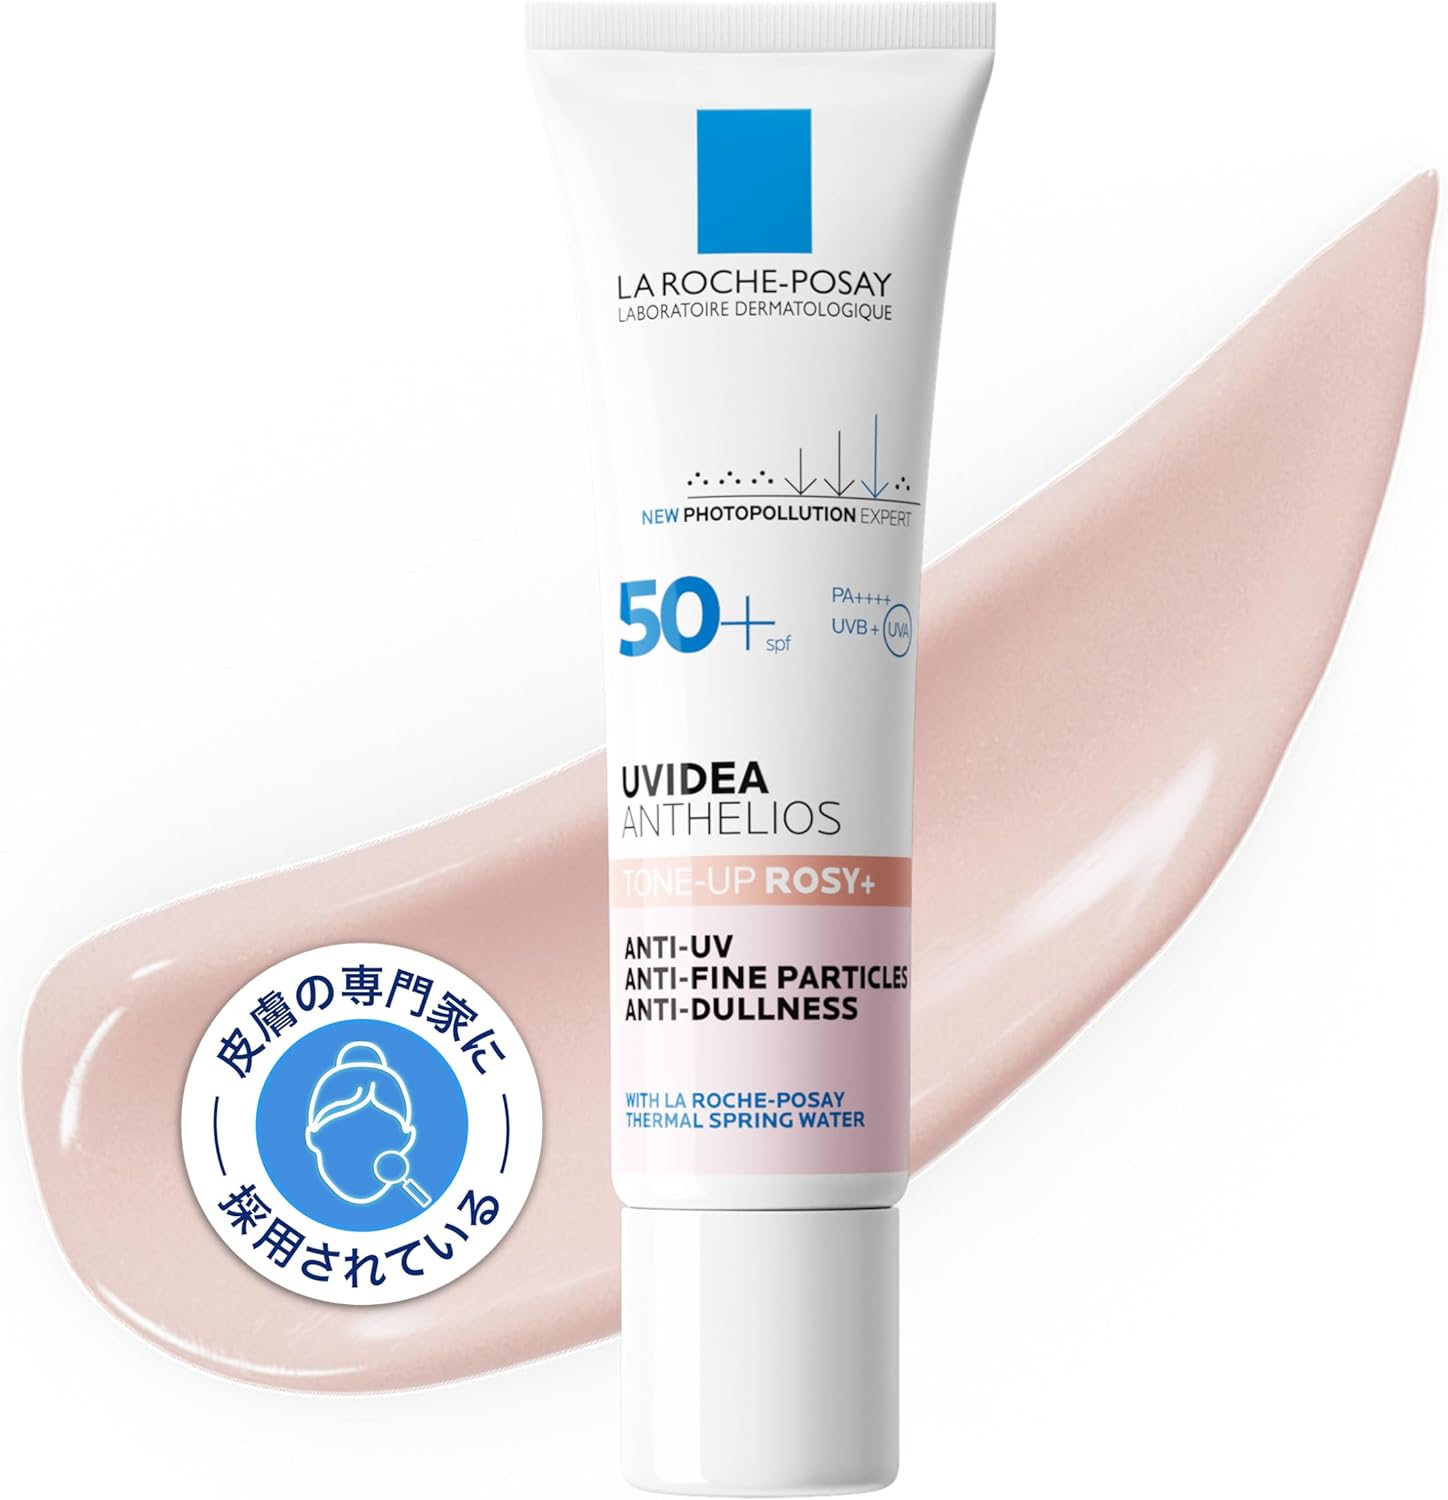 LA ROCHE-POSAY
LABORATOIRE DERMATOLOGIQUE
NEW PHOTOPOLLUTION EXPERT
50+ spf
PA++++
UVB + UVA
UVIDEA
ANTHELIOS
TONE-UP ROSY+
ANTI-UV
ANTI-FINE PARTICLES
ANTI-DULLNESS
WITH LA ROCHE-POSAY
THERMAL SPRING WATER
皮膚の専門家に
採用されている